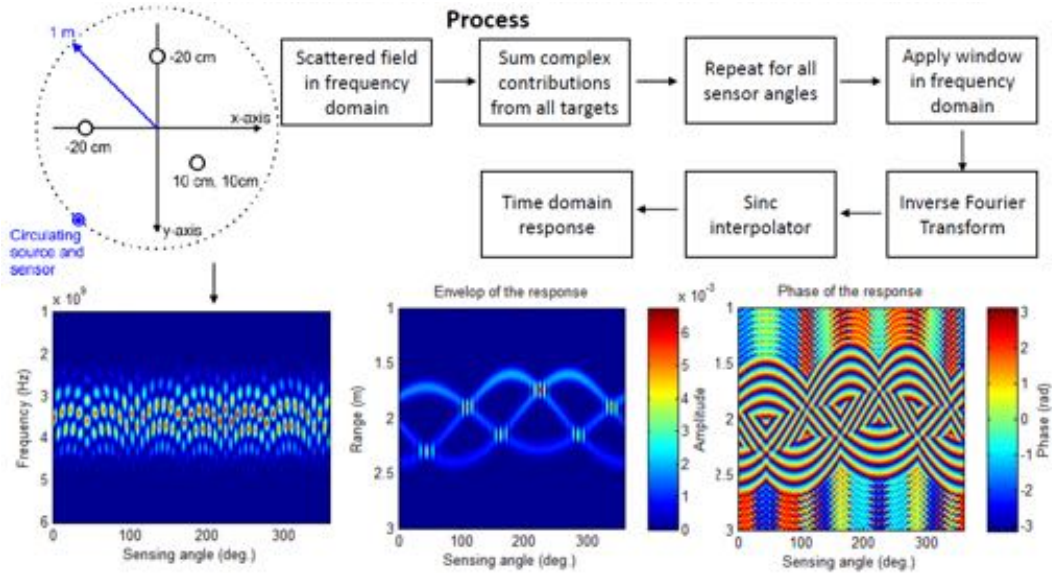 Process
1 m
-20 cm
x-axis
-20 cm
10 cm, 10cm
y-axis
Circulating
source and
sensor
Scattered field
in frequency
domain
Sum complex
contributions
from all targets
Repeat for all
sensor angles
Apply window
in frequency
domain
Time domain
response
Sinc
interpolator
Inverse Fourier
Transform
x 10⁹
1
2
3
4
5
6
Frequency (Hz)
0
100
200
300
Sensing angle (deg.)
Envelop of the response
1
1.5
2
2.5
3
Range (m)
0
100
200
300
Sensing angle (deg.)
x 10⁻³
6
5
4
3
2
1
0
Amplitude
Phase of the response
1
1.5
2
2.5
3
0
100
200
300
Sensing angle (deg.)
3
2
1
0
-1
-2
-3
Phase (rad)